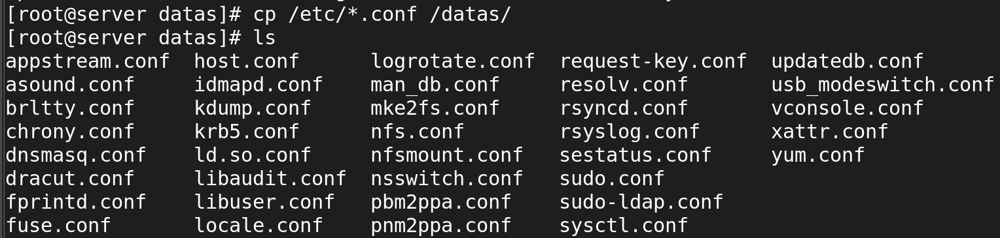 [root@server datas]# cp /etc/*.conf /datas/
[root@server datas]# ls
appstream.conf  host.conf      logrotate.conf  request-key.conf  updatedb.conf
asound.conf     idmapd.conf    man_db.conf     resolv.conf       usb_modeswitch.conf
brltty.conf     kdump.conf     mke2fs.conf     rsyncd.conf       vconsole.conf
chrony.conf     krb5.conf      nfs.conf        rsyslog.conf      xattr.conf
dnsmasq.conf    ld.so.conf     nfsmount.conf   sestatus.conf     yum.conf
dracut.conf     libaudit.conf  nsswitch.conf   sudo.conf
fprintd.conf    libuser.conf   pbm2ppa.conf    sudo-ldap.conf
fuse.conf       locale.conf    pnm2ppa.conf    sysctl.conf